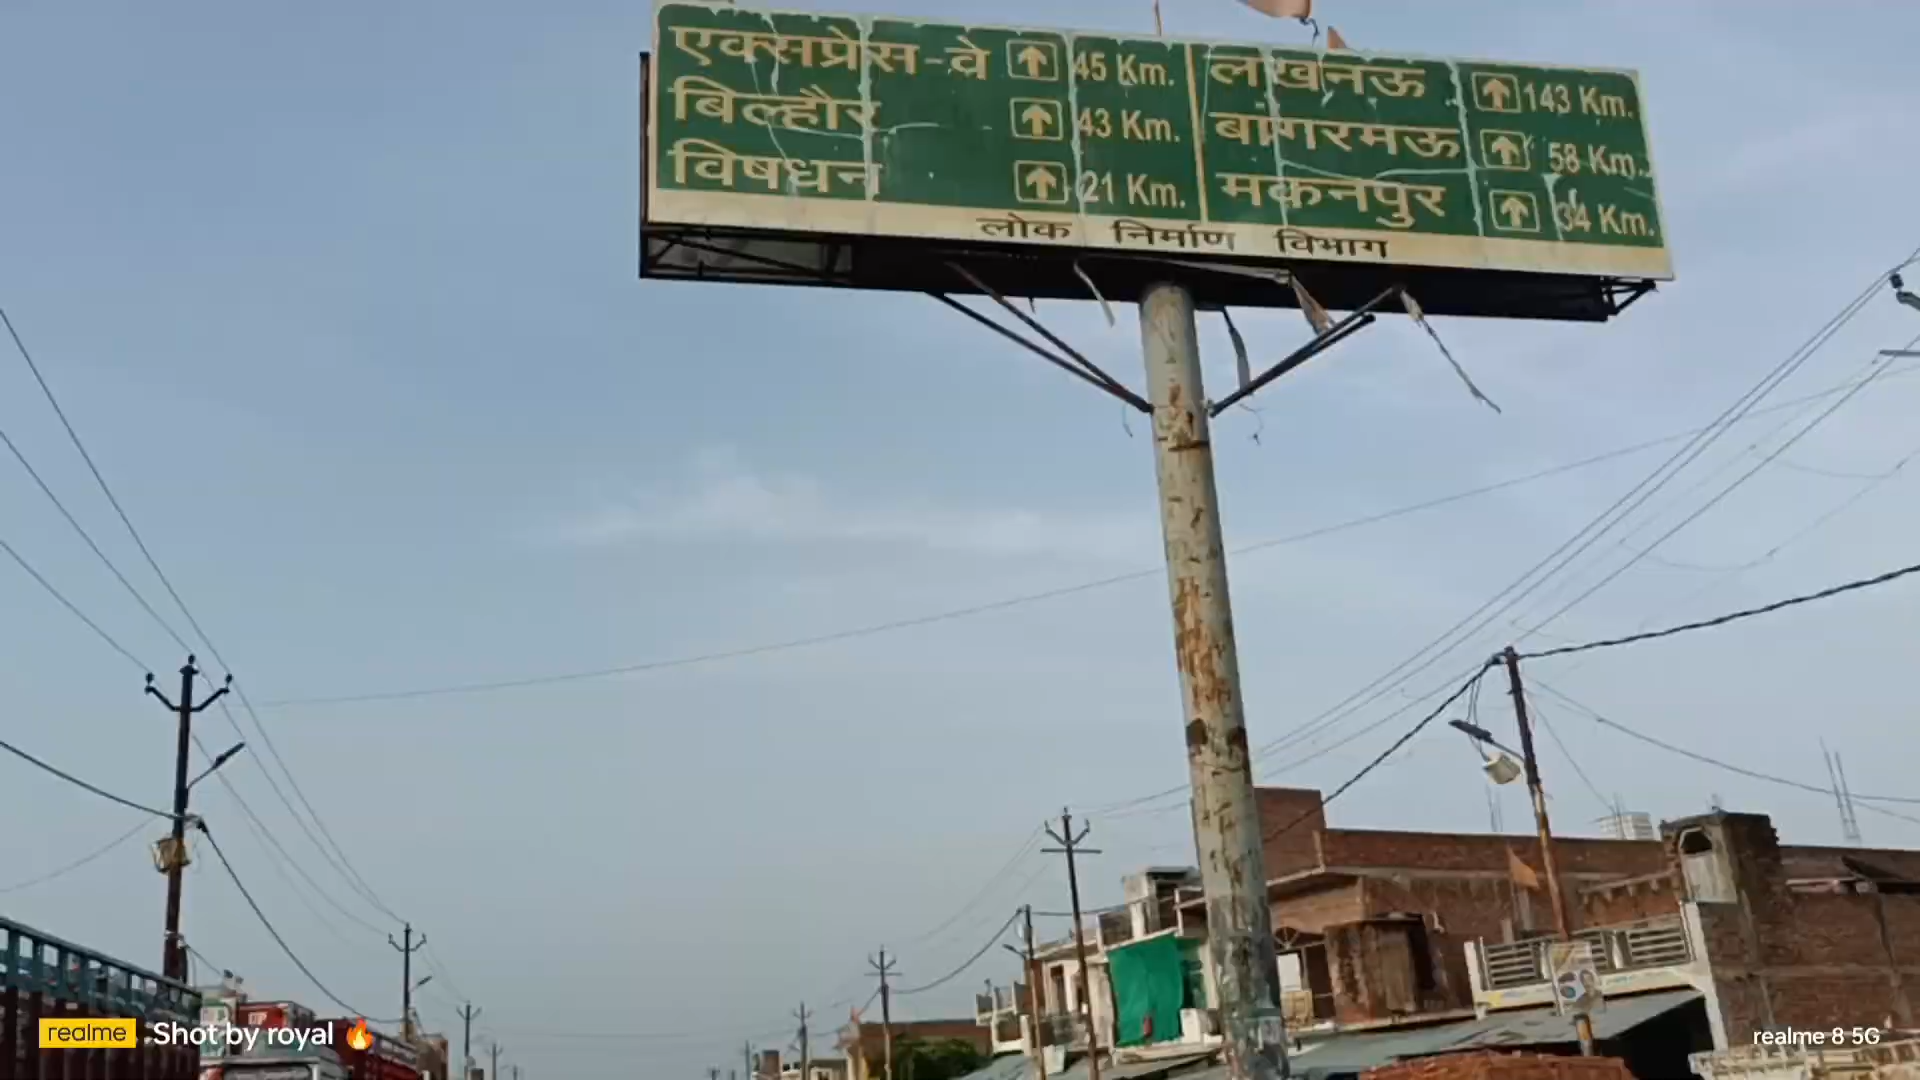 एक्सप्रेस-वे ↑ 45 Km.
बिल्हौर ↑ 43 Km.
विषधन ↑ 21 Km.
लखनऊ ↑ 143 Km.
बांगरमऊ ↑ 58 Km.
मकनपुर ↑ 34 Km.
लोक निर्माण विभाग
realme Shot by royal 🔥
realme 8 5G